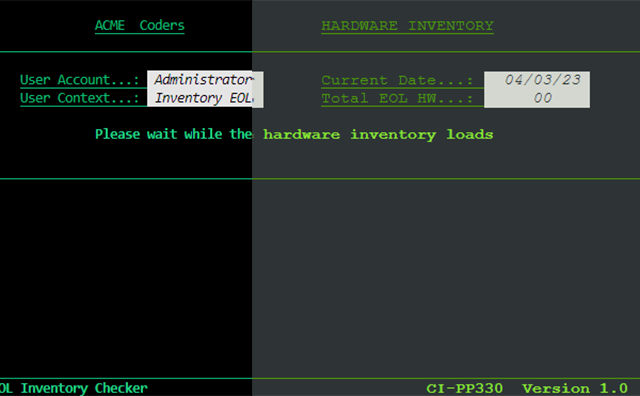 ACME Coders HARDWARE INVENTORY
User Account...: Administrator Current Date...: 04/03/23
User Context...: Inventory EOL Total EOL HW...: 00
Please wait while the hardware inventory loads
OL Inventory Checker CI-PP330 Version 1.0